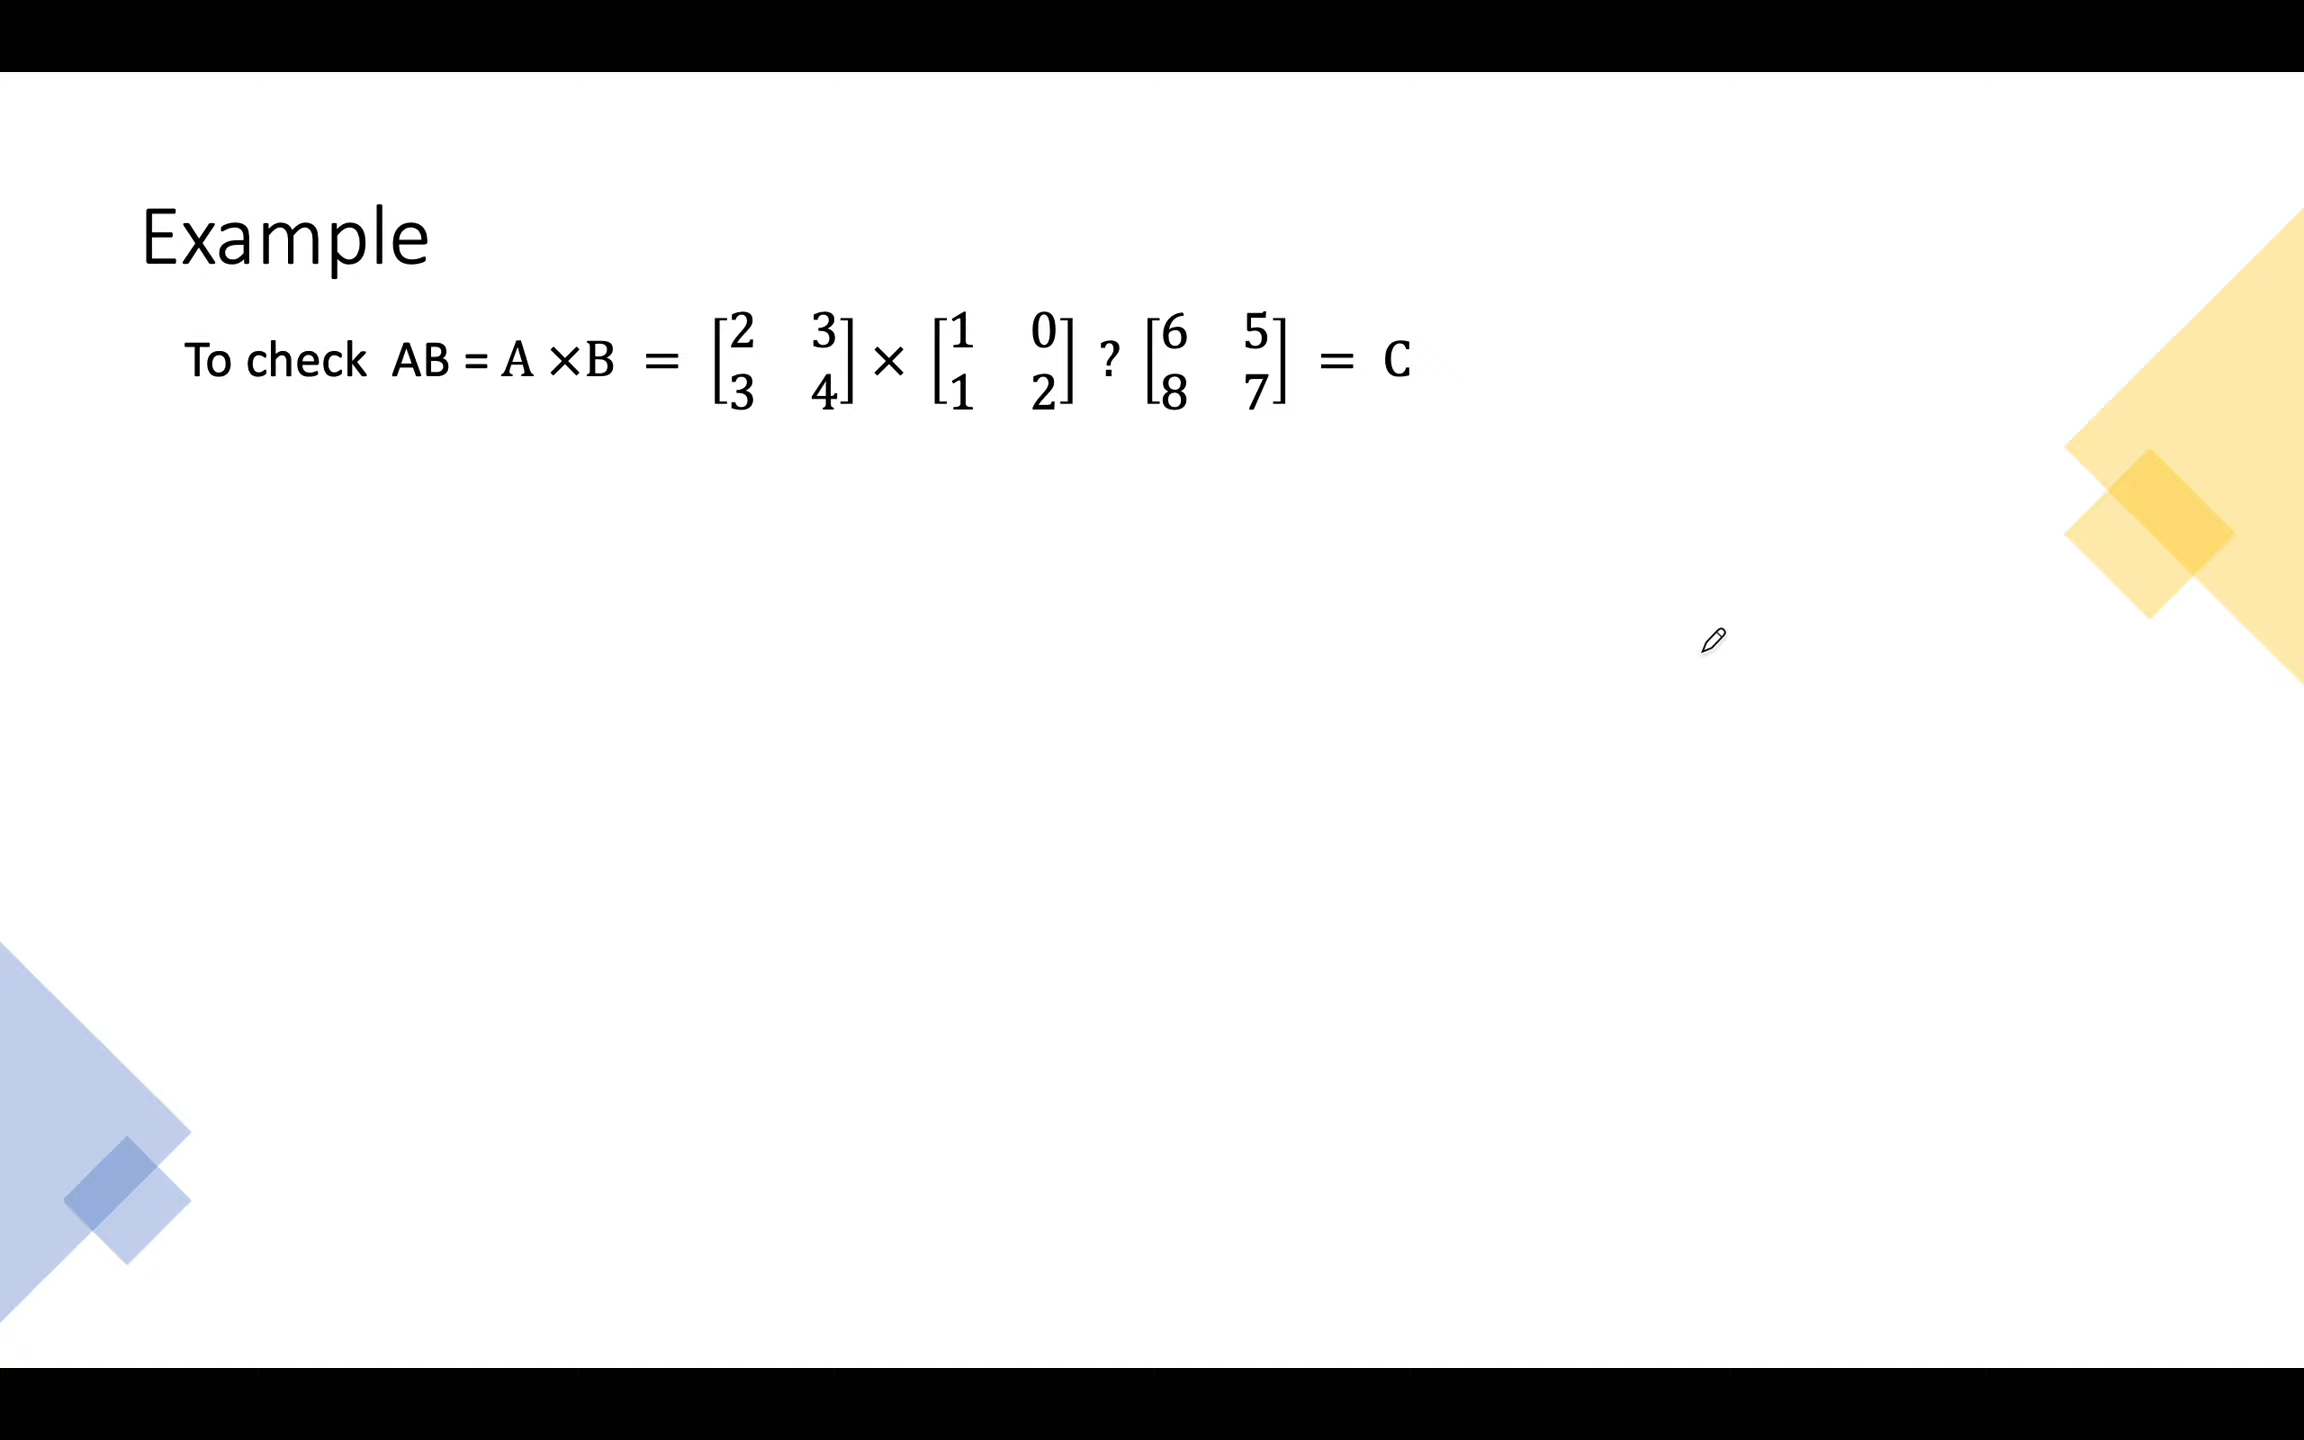 Example
To check AB = A ×B = [2 3; 3 4] × [1 0; 1 2] ? [6 5; 8 7] = C